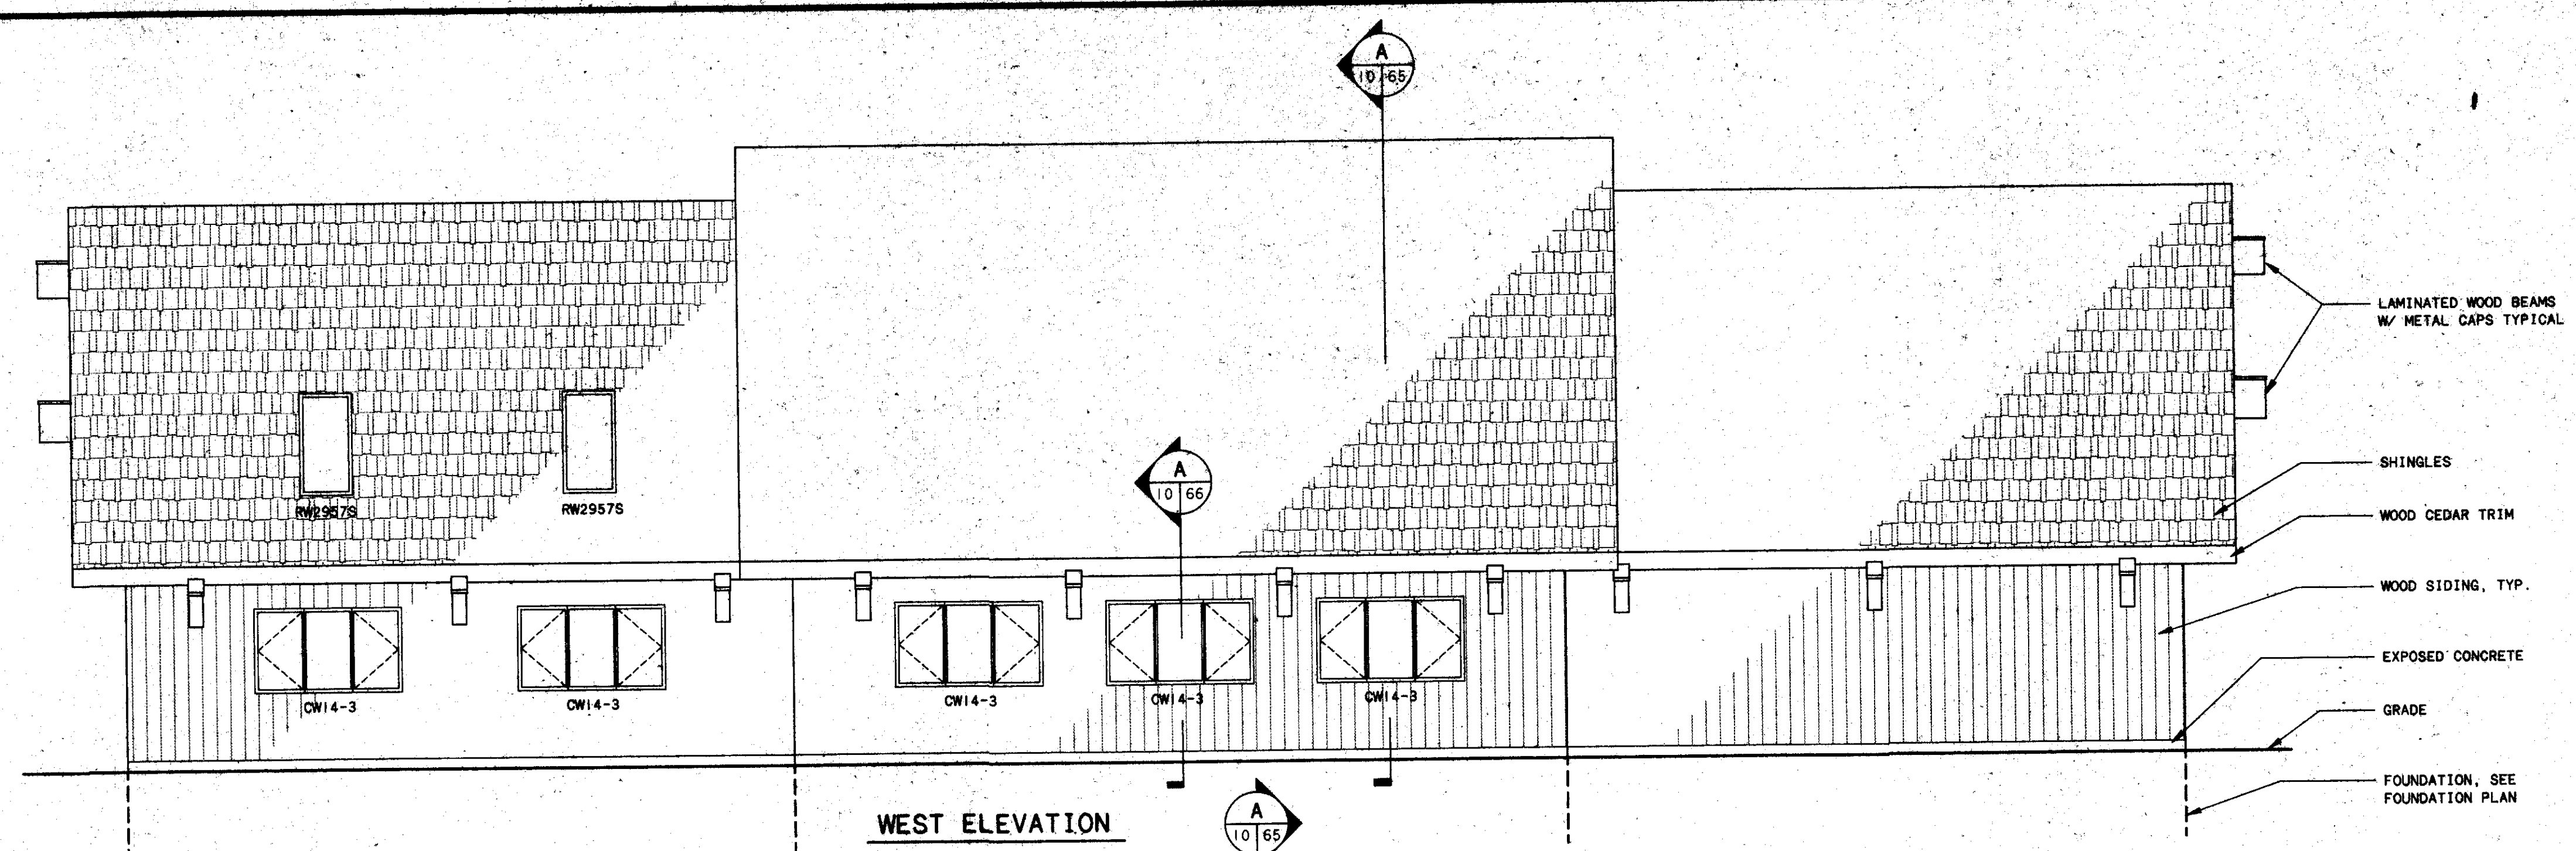 A
10 65
LAMINATED WOOD BEAMS
W/ METAL CAPS TYPICAL
A
10 66
SHINGLES
RW2957S
RW2957S
WOOD CEDAR TRIM
WOOD SIDING, TYP.
EXPOSED CONCRETE
CW14-3
CW14-3
CW14-3
CW14-3
CW14-3
GRADE
FOUNDATION, SEE
FOUNDATION PLAN
WEST ELEVATION
A
10 65